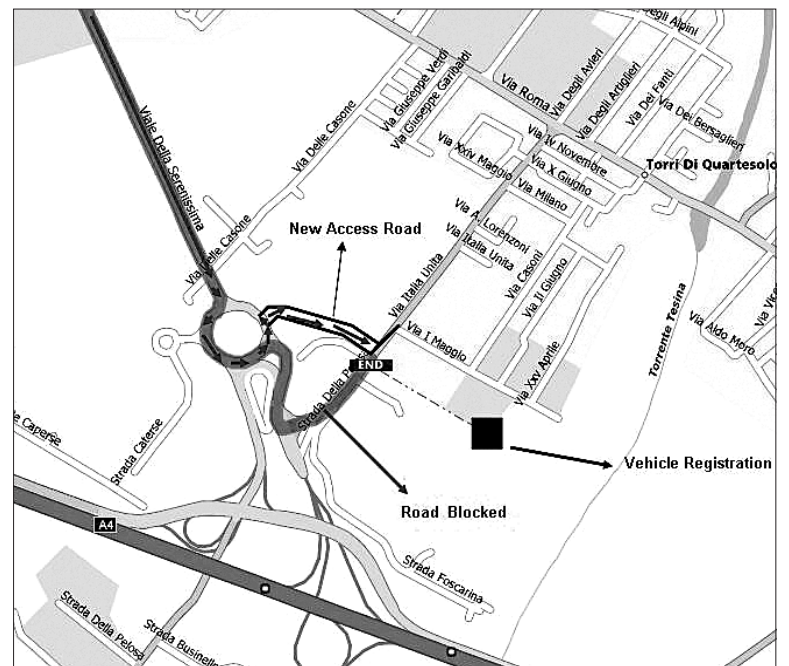 Degli Alpini
Via Giuseppe Verdi
Via Giuseppe Garibaldi
Via Roma
Via Degli Avieri
Via Degli Artiglieri
Via Dei Fanti
Via Dei Bersaglieri
Viale Della Serenissima
Via Delle Casone
Via Xxiv Maggio
Via Iv Novembre
Via X Giugno
Torri Di Quartesolo
Via Milano
Via A. Lorenzoni
Via Italia Unita
Via Delle Casone
New Access Road
Via Italia Unita
Via Casoni
Via Ii Giugno
Torrente Tesina
Via Aldo Moro
Via Vice
Via I Maggio
END
Via Xxv Aprile
Strada Della
le Caperse
Strada Caterse
Vehicle Registration
Road Blocked
A4
Strada Foscarina
Strada Della Pelosa
Strada Businello